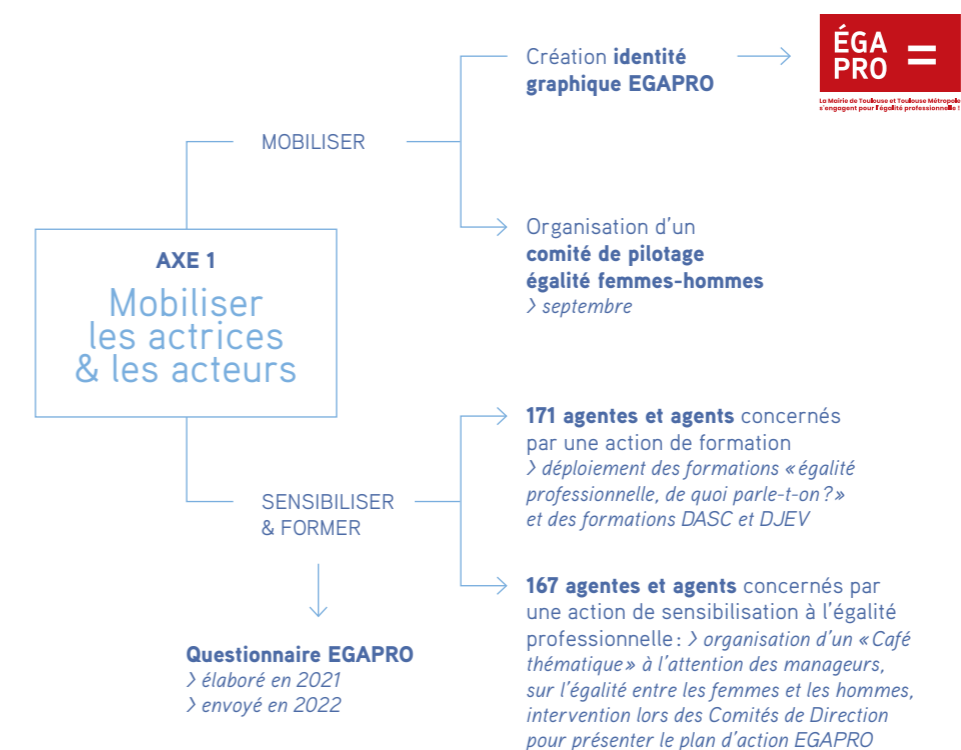 Création identité
graphique EGAPRO
ÉGA
PRO =
La Mairie de Toulouse et Toulouse Métropole
s'engagent pour l'égalité professionnelle !
MOBILISER
Organisation d'un
comité de pilotage
égalité femmes-hommes
> septembre
AXE 1
Mobiliser
les actrices
& les acteurs
SENSIBILISER
& FORMER
171 agentes et agents concernés
par une action de formation
> déploiement des formations « égalité
professionnelle, de quoi parle-t-on ? »
et des formations DASC et DJEV
167 agentes et agents concernés par
une action de sensibilisation à l'égalité
professionnelle : > organisation d'un « Café
thématique » à l'attention des manageurs,
sur l'égalité entre les femmes et les hommes,
intervention lors des Comités de Direction
pour présenter le plan d'action EGAPRO
Questionnaire EGAPRO
> élaboré en 2021
> envoyé en 2022